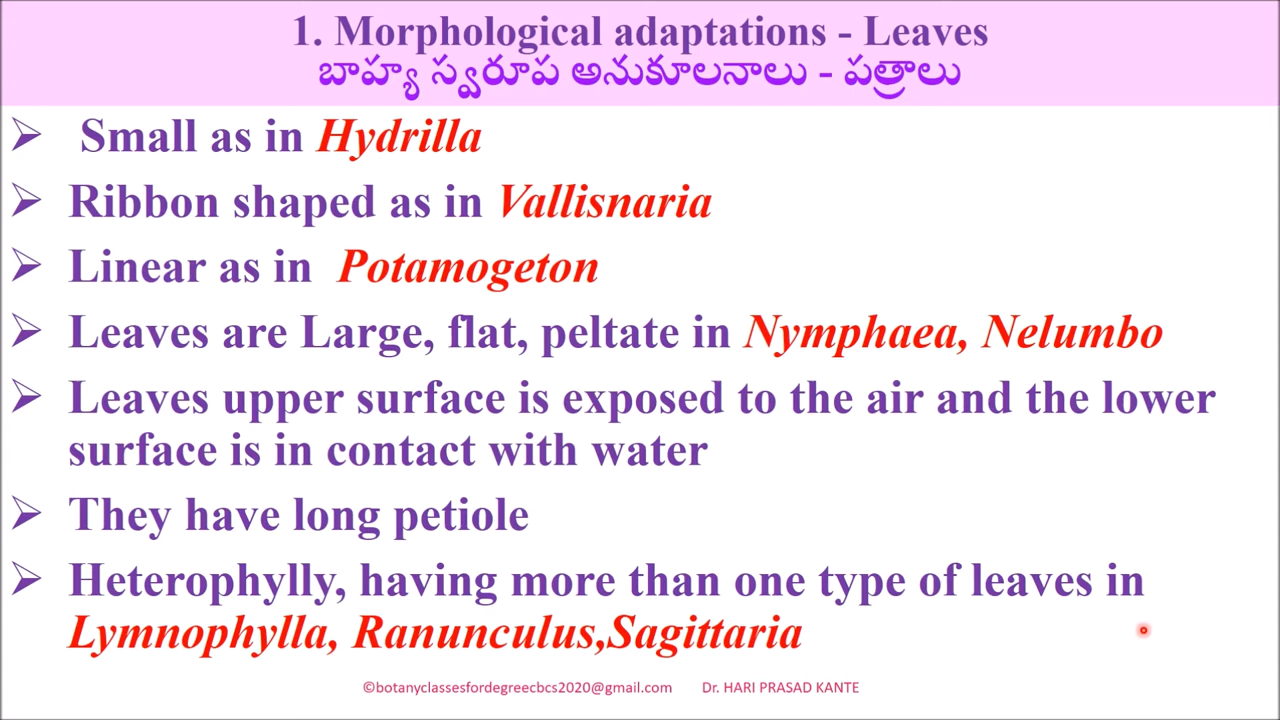 1. Morphological adaptations - Leaves
బాహ్య స్వరూప అనుకూలనాలు - పత్రాలు
➢ Small as in Hydrilla
➢ Ribbon shaped as in Vallisnaria
➢ Linear as in Potamogeton
➢ Leaves are Large, flat, peltate in Nymphaea, Nelumbo
➢ Leaves upper surface is exposed to the air and the lower
surface is in contact with water
➢ They have long petiole
➢ Heterophylly, having more than one type of leaves in
Lymnophylla, Ranunculus,Sagittaria
©botanyclassesfordegreecbcs2020@gmail.com Dr. HARI PRASAD KANTE